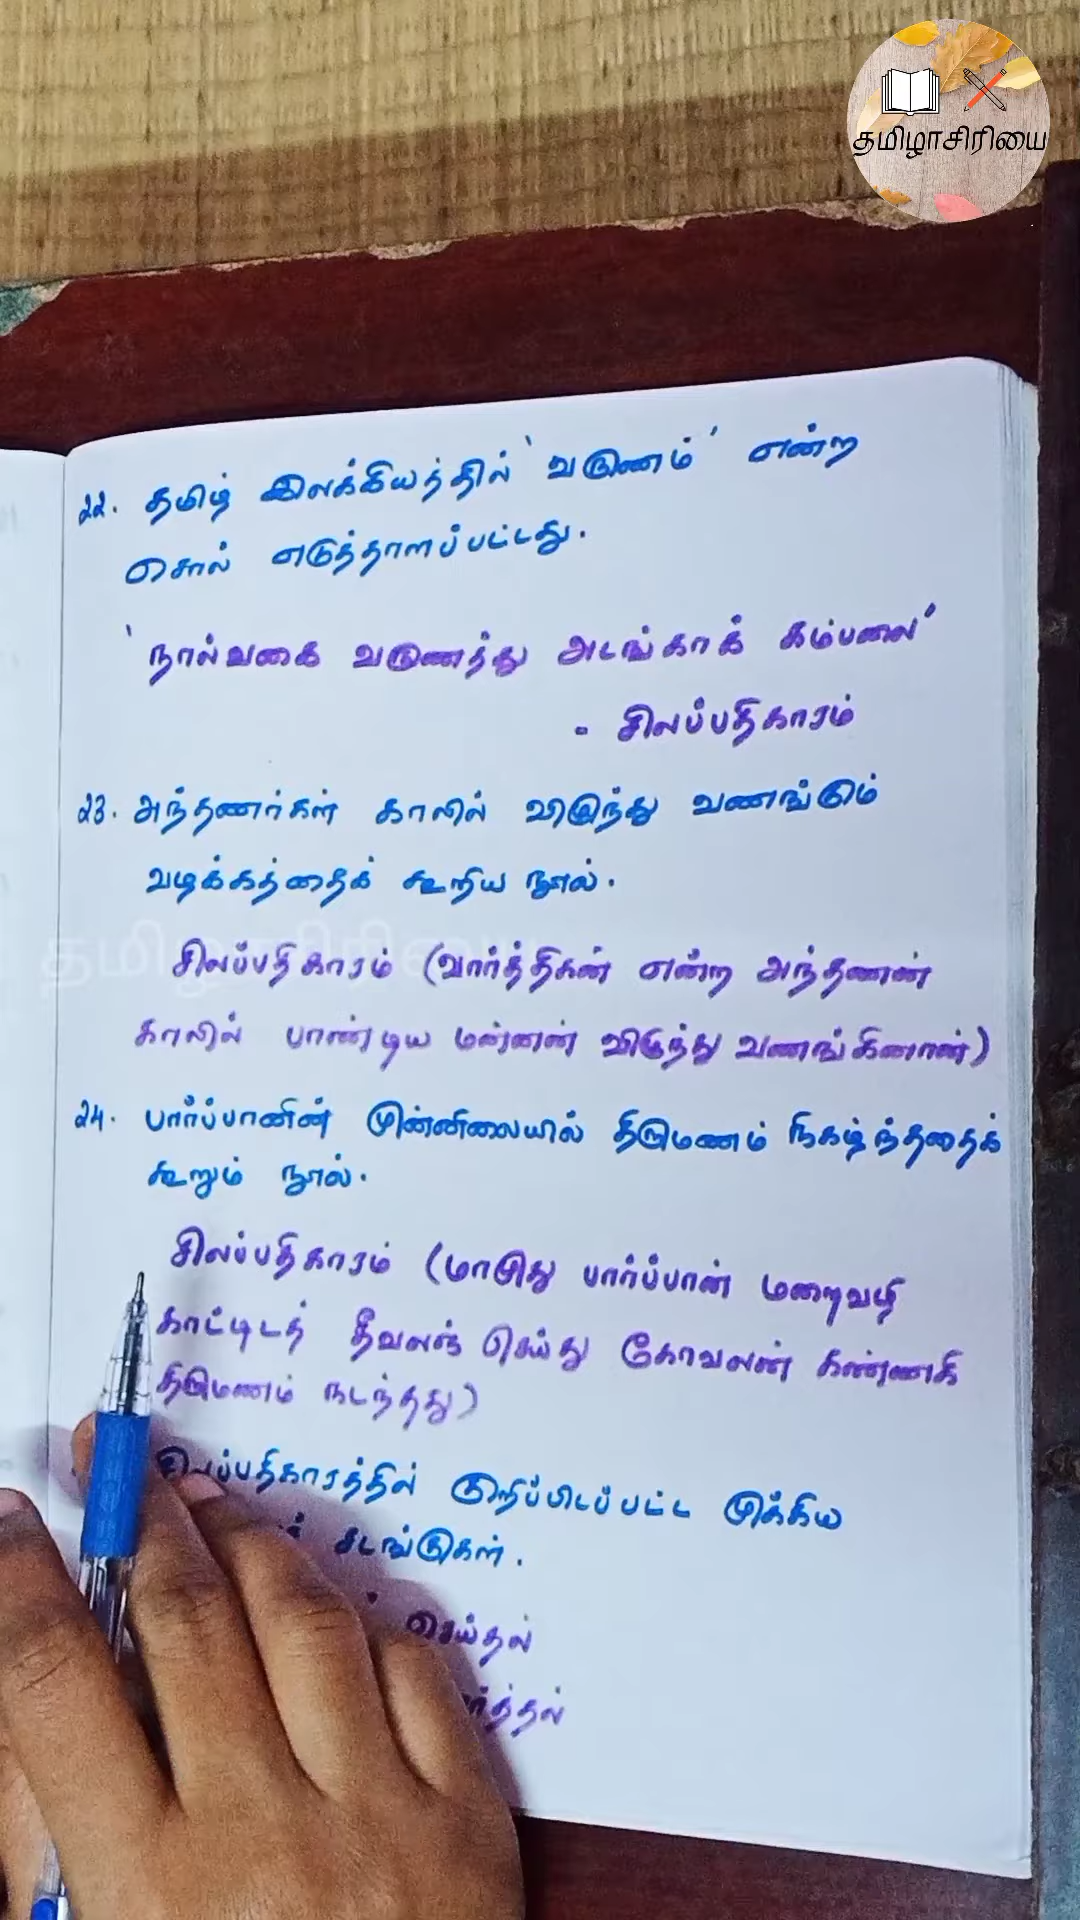 தமிழாசிரியை
22. தமிழ் இலக்கியத்தில் 'வருணம்' என்ற
சொல் எடுத்தாளப்பட்டது.
'நால்வகை வருணத்து அடங்காக் கம்பலை'
- சிலப்பதிகாரம்
23. அந்தணர்கள் காலில் விழுந்து வணங்கும்
வழக்கத்தைக் கூறிய நூல்.
சிலப்பதிகாரம் (வார்த்திகன் என்ற அந்தணன்
காலில் பாண்டிய மன்னன் விழுந்து வணங்கினான்)
24. பார்ப்பானின் முன்னிலையில் திருமணம் நிகழ்ந்ததைக்
கூறும் நூல்.
சிலப்பதிகாரம் (மாமுது பார்ப்பான் மறைவழி
காட்டிடத் தீவலஞ் செய்து கோவலன் கண்ணகி
திருமணம் நடந்தது)
சிலப்பதிகாரத்தில் குறிப்பிடப்பட்ட முக்கிய
சடங்குகள்.
செய்தல்